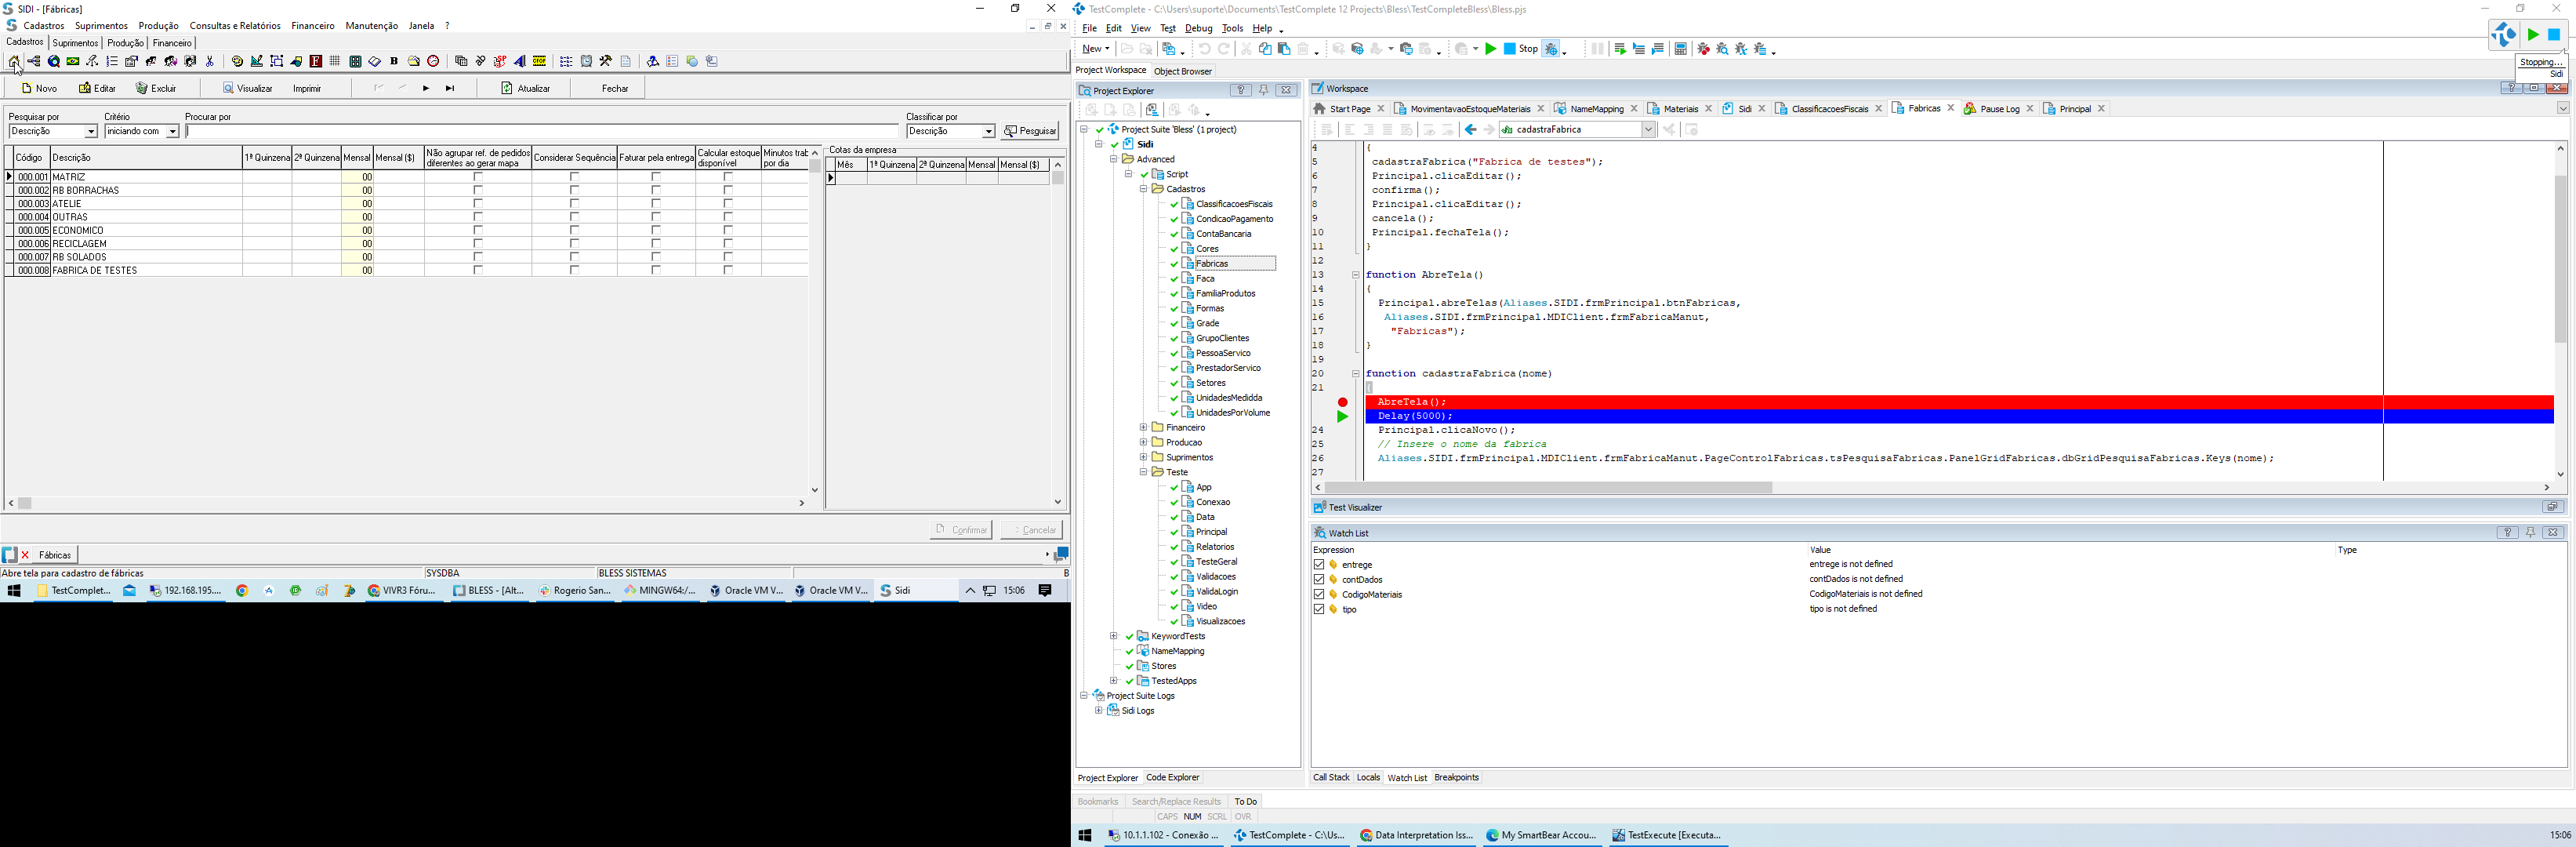 SIDI - [Fábricas]
Cadastros Suprimentos Produção Consultas e Relatórios Financeiro Manutenção Janela ?
Cadastros Suprimentos Produção Financeiro
Novo Editar Excluir Visualizar Imprimir Atualizar Fechar
Pesquisar por Critério Procurar por Classificar por
Descrição iniciando com Descrição Pesquisar
Código Descrição 1ª Quinzena 2ª Quinzena Mensal Mensal ($) Não agrupar ref. de pedidos diferentes ao gerar mapa Considerar Sequência Faturar pela entrega Calcular estoque disponível Minutos trab por dia
000.001 MATRIZ 00
000.002 RB BORRACHAS 00
000.003 ATELIE 00
000.004 OUTRAS 00
000.005 ECONOMICO 00
000.006 RECICLAGEM 00
000.007 RB SOLADOS 00
000.008 FABRICA DE TESTES 00
Cotas da empresa
Mês 1ª Quinzena 2ª Quinzena Mensal Mensal ($)
Confirmar Cancelar
Fábricas
Abre tela para cadastro de fábricas SYSDBA BLESS SISTEMAS B
TestComplet... 192.168.195.... VIVR3 Fóru... BLESS - [Alt... Rogerio San... MINGW64:/... Oracle VM V... Oracle VM V... Sidi 15:06
TestComplete - C:\Users\suporte\Documents\TestComplete 12 Projects\Bless\TestCompleteBless\Bless.pjs
File Edit View Test Debug Tools Help
New Stop
Stopping...
Sidi
Project Workspace Object Browser
Project Explorer
Project Suite 'Bless' (1 project)
Sidi
Advanced
Script
Cadastros
ClassificacoesFiscais
CondicaoPagamento
ContaBancaria
Cores
Fabricas
Faca
FamiliaProdutos
Formas
Grade
GrupoClientes
PessoaServico
PrestadorServico
Setores
UnidadesMedidda
UnidadesPorVolume
Financeiro
Producao
Suprimentos
Teste
App
Conexao
Data
Principal
Relatorios
TesteGeral
Validacoes
ValidaLogin
Video
Visualizacoes
KeywordTests
NameMapping
Stores
TestedApps
Project Suite Logs
Sidi Logs
Project Explorer Code Explorer
Workspace
Start Page MovimentavaoEstoqueMateriais NameMapping Materiais Sidi ClassificacoesFiscais Fabricas Pause Log Principal
cadastraFabrica
4 {
5 cadastraFabrica("Fabrica de testes");
6 Principal.clicaEditar();
7 confirma();
8 Principal.clicaEditar();
9 cancela();
10 Principal.fechaTela();
11 }
12
13 function AbreTela()
14 {
15 Principal.abreTelas(Aliases.SIDI.frmPrincipal.btnFabricas,
16 Aliases.SIDI.frmPrincipal.MDIClient.frmFabricaManut,
17 "Fabricas");
18 }
19
20 function cadastraFabrica(nome)
21 {
AbreTela();
Delay(5000);
24 Principal.clicaNovo();
25 // Insere o nome da fabrica
26 Aliases.SIDI.frmPrincipal.MDIClient.frmFabricaManut.PageControlFabricas.tsPesquisaFabricas.PanelGridFabricas.dbGridPesquisaFabricas.Keys(nome);
27
Test Visualizer
Watch List
Expression Value Type
entrege entrege is not defined
contDados contDados is not defined
CodigoMateriais CodigoMateriais is not defined
tipo tipo is not defined
Call Stack Locals Watch List Breakpoints
Bookmarks Search/Replace Results To Do
CAPS NUM SCRL OVR
10.1.1.102 - Conexão ... TestComplete - C:\Us... Data Interpretation Iss... My SmartBear Accou... TestExecute [Executa... 15:06